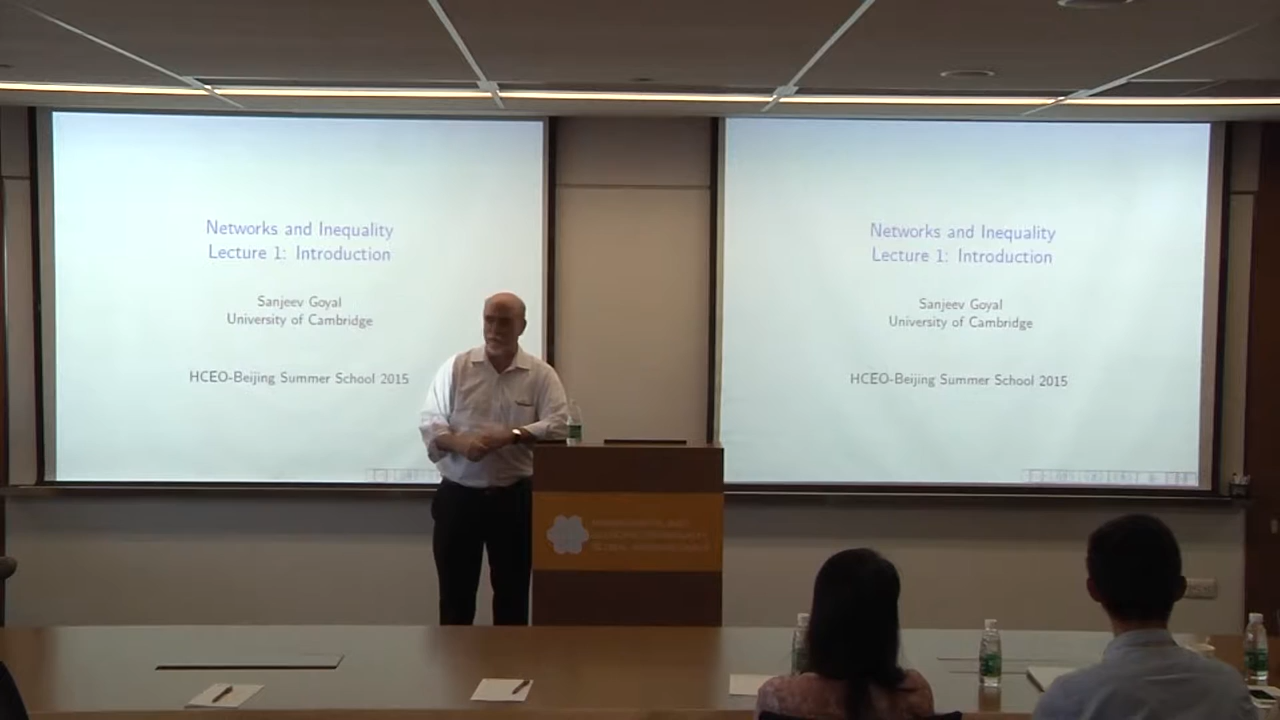 Networks and Inequality
Lecture 1: Introduction
Sanjeev Goyal
University of Cambridge
HCEO-Beijing Summer School 2015
Networks and Inequality
Lecture 1: Introduction
Sanjeev Goyal
University of Cambridge
HCEO-Beijing Summer School 2015